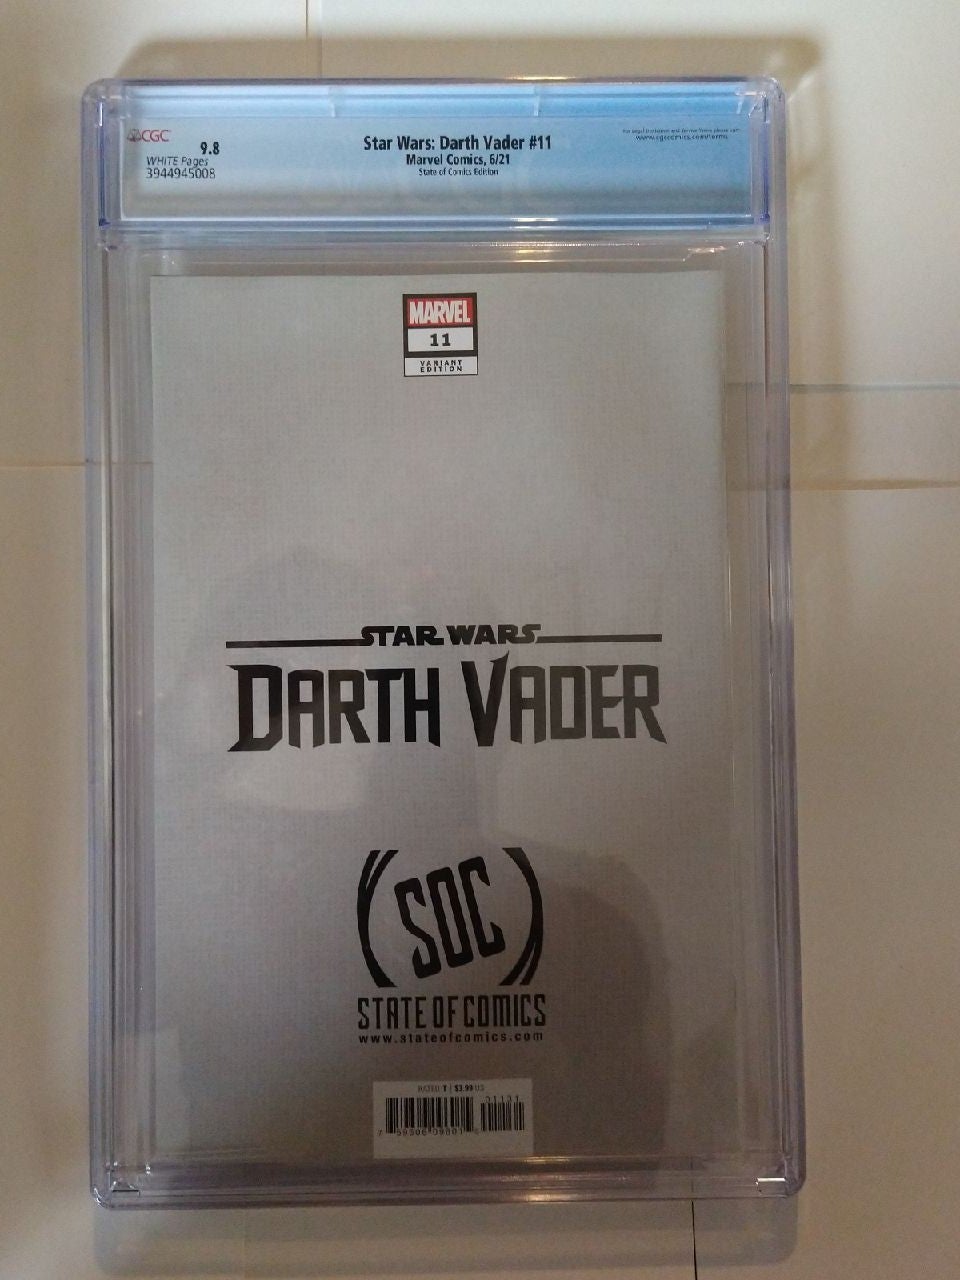 CGC
9.8
WHITE Pages
3944945008
Star Wars: Darth Vader #11
Marvel Comics, 6/21
State of Comics Edition
www.cgccomics.com/terms
MARVEL
11
VARIANT
EDITION
STAR WARS
DARTH VADER
SOC
STATE OF COMICS
www.stateofcomics.com
RATED T | $3.99 US